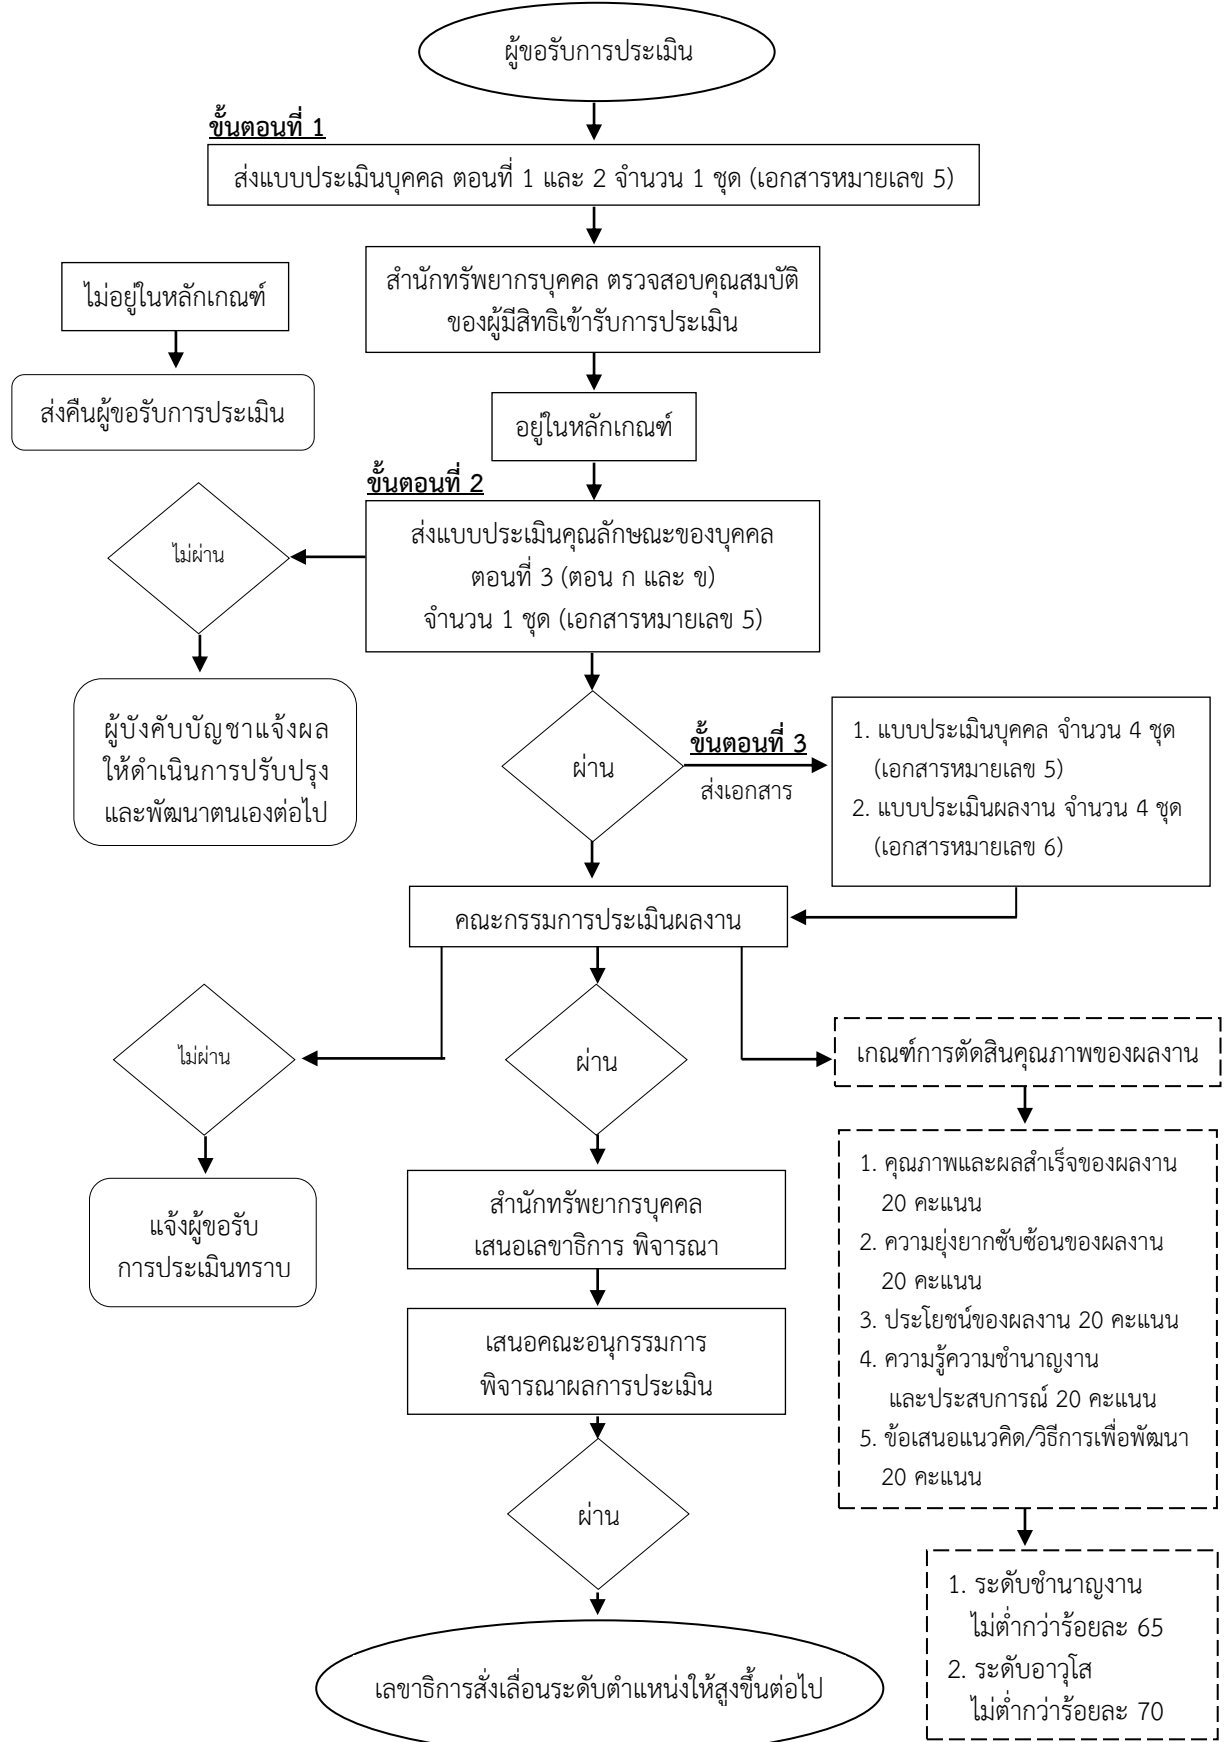 ผู้ขอรับการประเมิน
ขั้นตอนที่ 1
ส่งแบบประเมินบุคคล ตอนที่ 1 และ 2 จำนวน 1 ชุด (เอกสารหมายเลข 5)
สำนักทรัพยากรบุคคล ตรวจสอบคุณสมบัติ
ของผู้มีสิทธิเข้ารับการประเมิน
ไม่อยู่ในหลักเกณฑ์
ส่งคืนผู้ขอรับการประเมิน
อยู่ในหลักเกณฑ์
ขั้นตอนที่ 2
ส่งแบบประเมินคุณลักษณะของบุคคล
ตอนที่ 3 (ตอน ก และ ข)
จำนวน 1 ชุด (เอกสารหมายเลข 5)
ไม่ผ่าน
ผู้บังคับบัญชาแจ้งผล
ให้ดำเนินการปรับปรุง
และพัฒนาตนเองต่อไป
ผ่าน
ขั้นตอนที่ 3
ส่งเอกสาร
1. แบบประเมินบุคคล จำนวน 4 ชุด
(เอกสารหมายเลข 5)
2. แบบประเมินผลงาน จำนวน 4 ชุด
(เอกสารหมายเลข 6)
คณะกรรมการประเมินผลงาน
ไม่ผ่าน
แจ้งผู้ขอรับ
การประเมินทราบ
ผ่าน
เกณฑ์การตัดสินคุณภาพของผลงาน
1. คุณภาพและผลสำเร็จของผลงาน
20 คะแนน
2. ความยุ่งยากซับซ้อนของผลงาน
20 คะแนน
3. ประโยชน์ของผลงาน 20 คะแนน
4. ความรู้ความชำนาญงาน
และประสบการณ์ 20 คะแนน
5. ข้อเสนอแนวคิด/วิธีการเพื่อพัฒนา
20 คะแนน
สำนักทรัพยากรบุคคล
เสนอเลขาธิการ พิจารณา
เสนอคณะอนุกรรมการ
พิจารณาผลการประเมิน
ผ่าน
1. ระดับชำนาญงาน
ไม่ต่ำกว่าร้อยละ 65
2. ระดับอาวุโส
ไม่ต่ำกว่าร้อยละ 70
เลขาธิการสั่งเลื่อนระดับตำแหน่งให้สูงขึ้นต่อไป